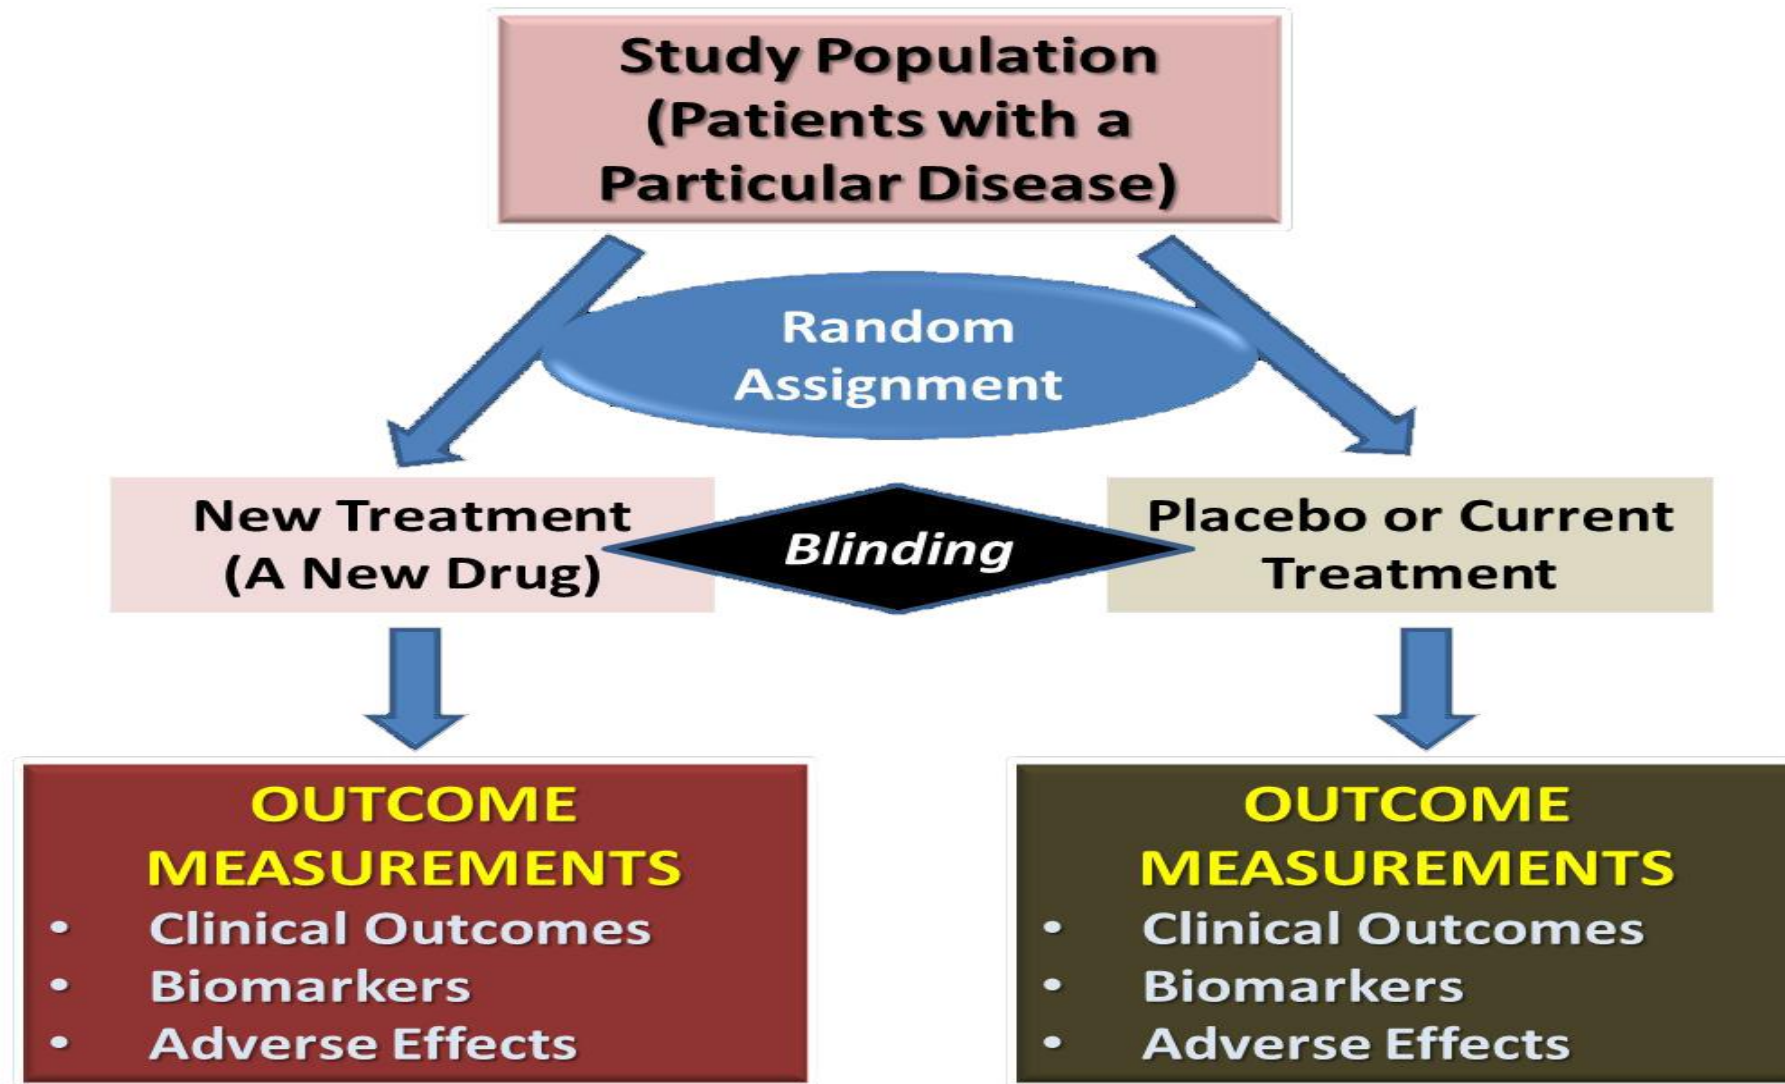 Study Population
(Patients with a
Particular Disease)
Random
Assignment
New Treatment
(A New Drug)
Blinding
Placebo or Current
Treatment
OUTCOME
MEASUREMENTS
• Clinical Outcomes
• Biomarkers
• Adverse Effects
OUTCOME
MEASUREMENTS
• Clinical Outcomes
• Biomarkers
• Adverse Effects